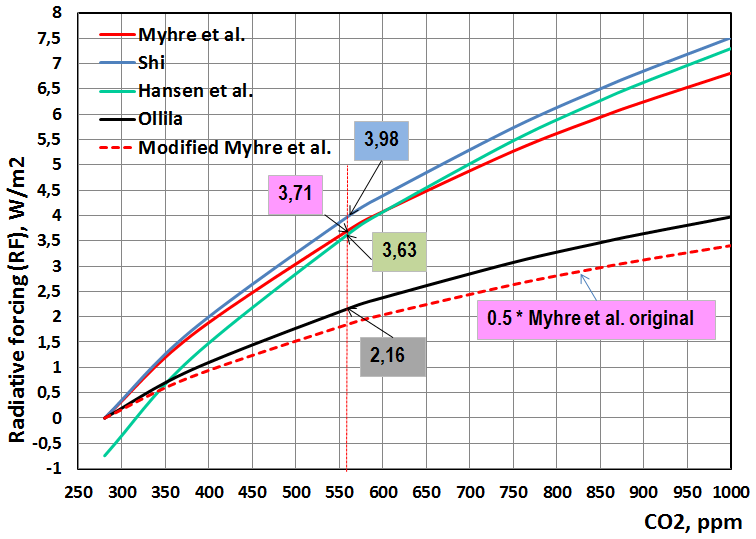 Radiative forcing (RF), W/m2
8
7,5
7
6,5
6
5,5
5
4,5
4
3,5
3
2,5
2
1,5
1
0,5
0
-0,5
-1
Myhre et al.
Shi
Hansen et al.
Ollila
Modified Myhre et al.
3,98
3,71
3,63
2,16
0.5 * Myhre et al. original
250 300 350 400 450 500 550 600 650 700 750 800 850 900 950 1000
CO2, ppm